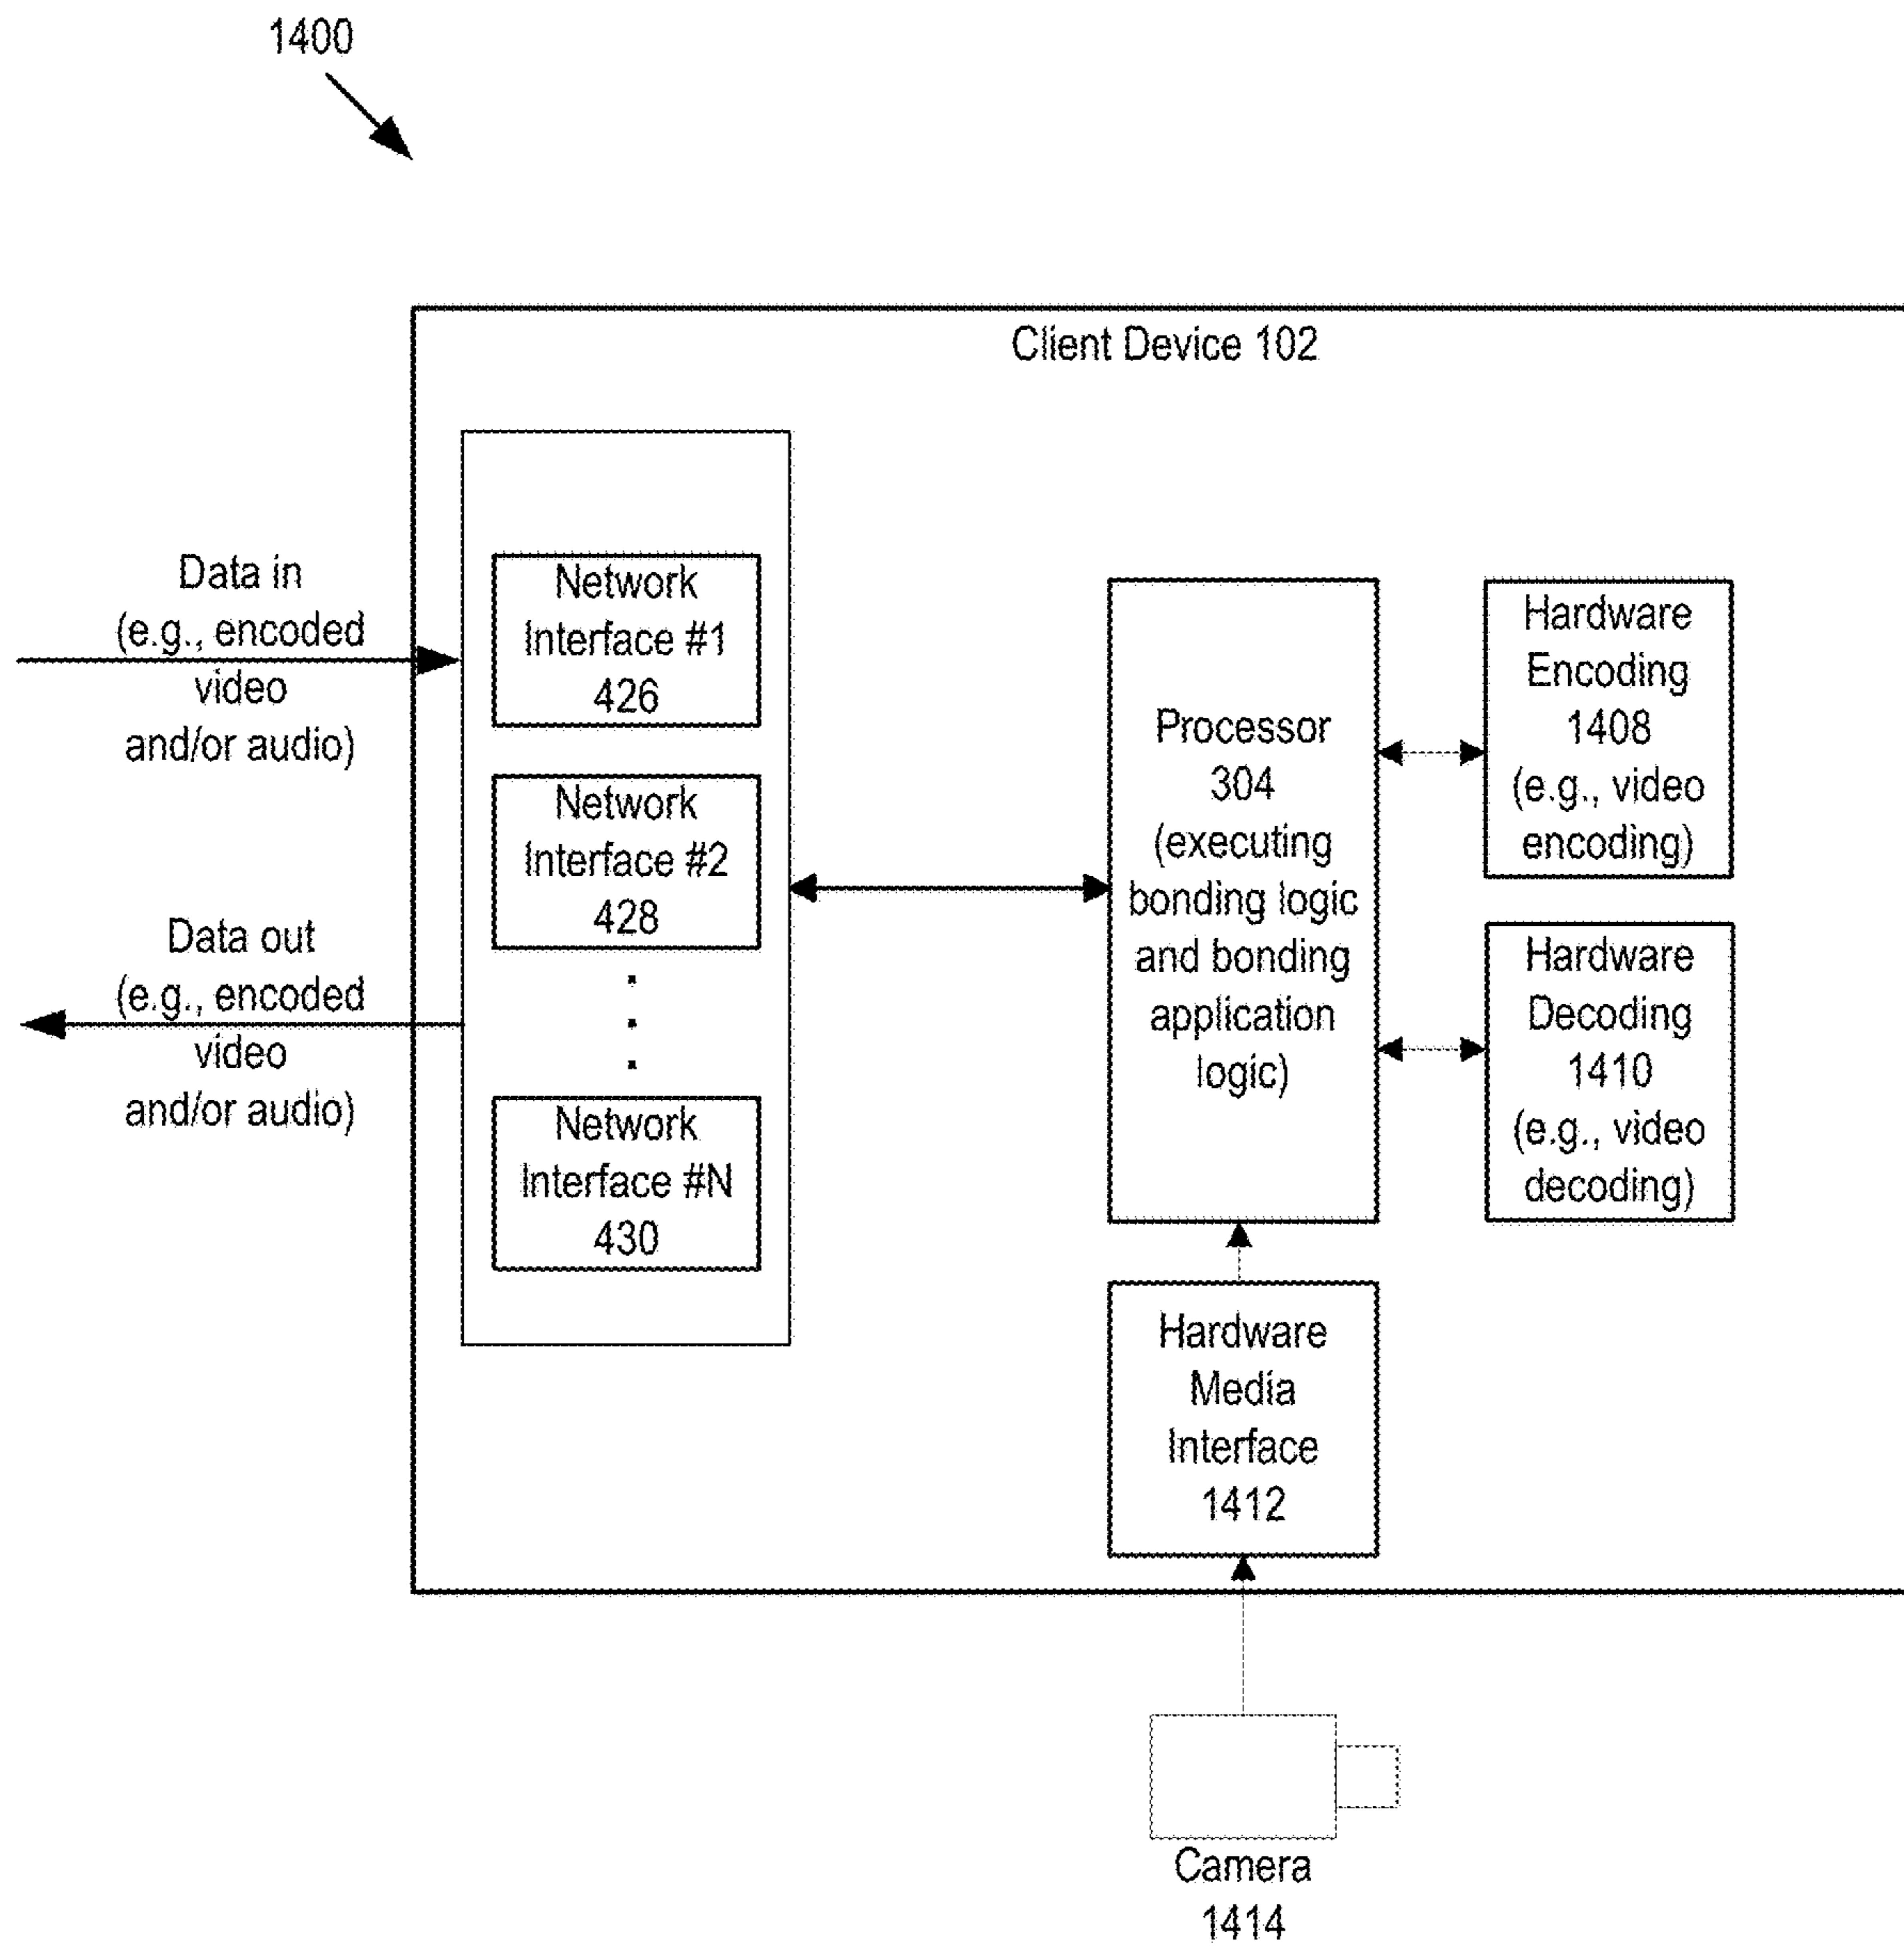 1400
Client Device 102
Data in
(e.g., encoded
video
and/or audio)
Data out
(e.g., encoded
video
and/or audio)
Network
Interface #1
426
Network
Interface #2
428
Network
Interface #N
430
Processor
304
(executing
bonding logic
and bonding
application
logic)
Hardware
Encoding
1408
(e.g., video
encoding)
Hardware
Decoding
1410
(e.g., video
decoding)
Hardware
Media
Interface
1412
Camera
1414